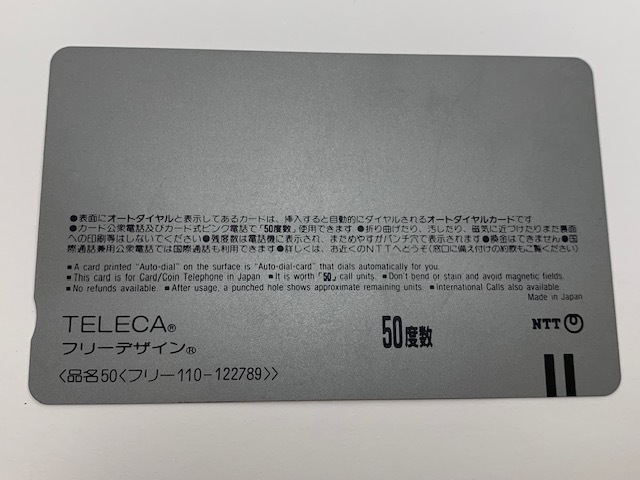 ●表面にオートダイヤルと表示してあるカードは、挿入すると自動的にダイヤルされるオートダイヤルカードです
●カード公衆電話及びカード式ピンク電話で「50度数」使用できます ●折り曲げたり、汚したり、磁気に近づけたりまた裏面
への印刷等はしないでください ●残度数は電話機に表示され、まためやすがパンチ穴で表示されます ●換金はできません ●国
際通話兼用公衆電話では国際通話も利用できます ●詳しくは、お近くのNTTへどうぞ(窓口に備え付けの約款もご覧ください)
■A card printed "Auto-dial" on the surface is "Auto-dial-card" that dials automatically for you.
■This card is for Card/Coin Telephone in Japan. ■It is worth「50」call units. ■Don't bend or stain and avoid magnetic fields.
■No refunds available. ■After usage, a punched hole shows approximate remaining units. ■International Calls also available.
Made in Japan
TELECA®
フリーデザイン®
50度数
NTT
〈品名50〈フリー110-122789〉〉